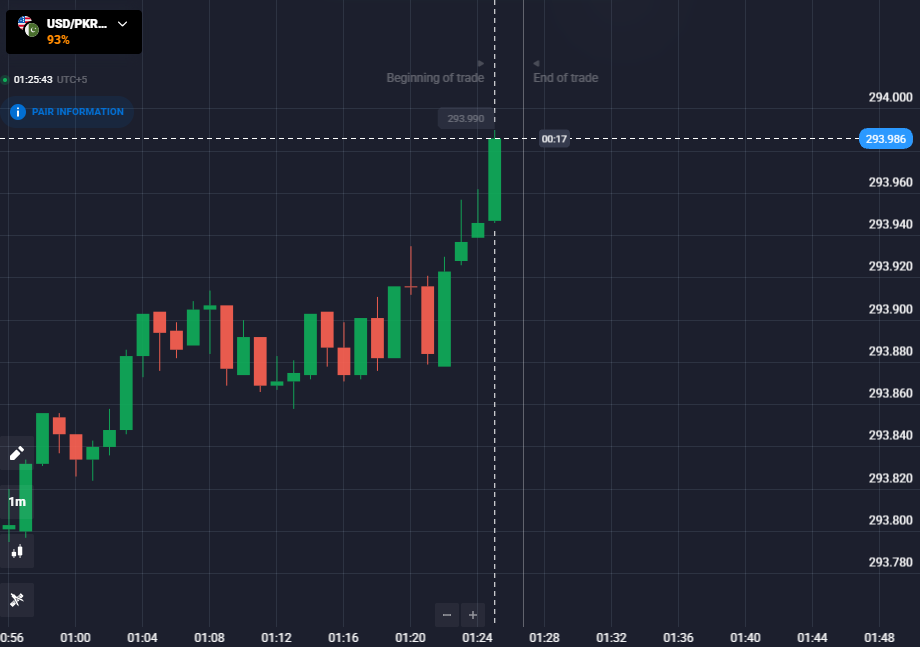 USD/PKR...
93%
01:25:43 UTC+5
PAIR INFORMATION
Beginning of trade
End of trade
293.990
00:17
294.000
293.986
293.960
293.940
293.920
293.900
293.880
293.860
293.840
293.820
293.800
293.780
1m
0:56 01:00 01:04 01:08 01:12 01:16 01:20 01:24 01:28 01:32 01:36 01:40 01:44 01:48